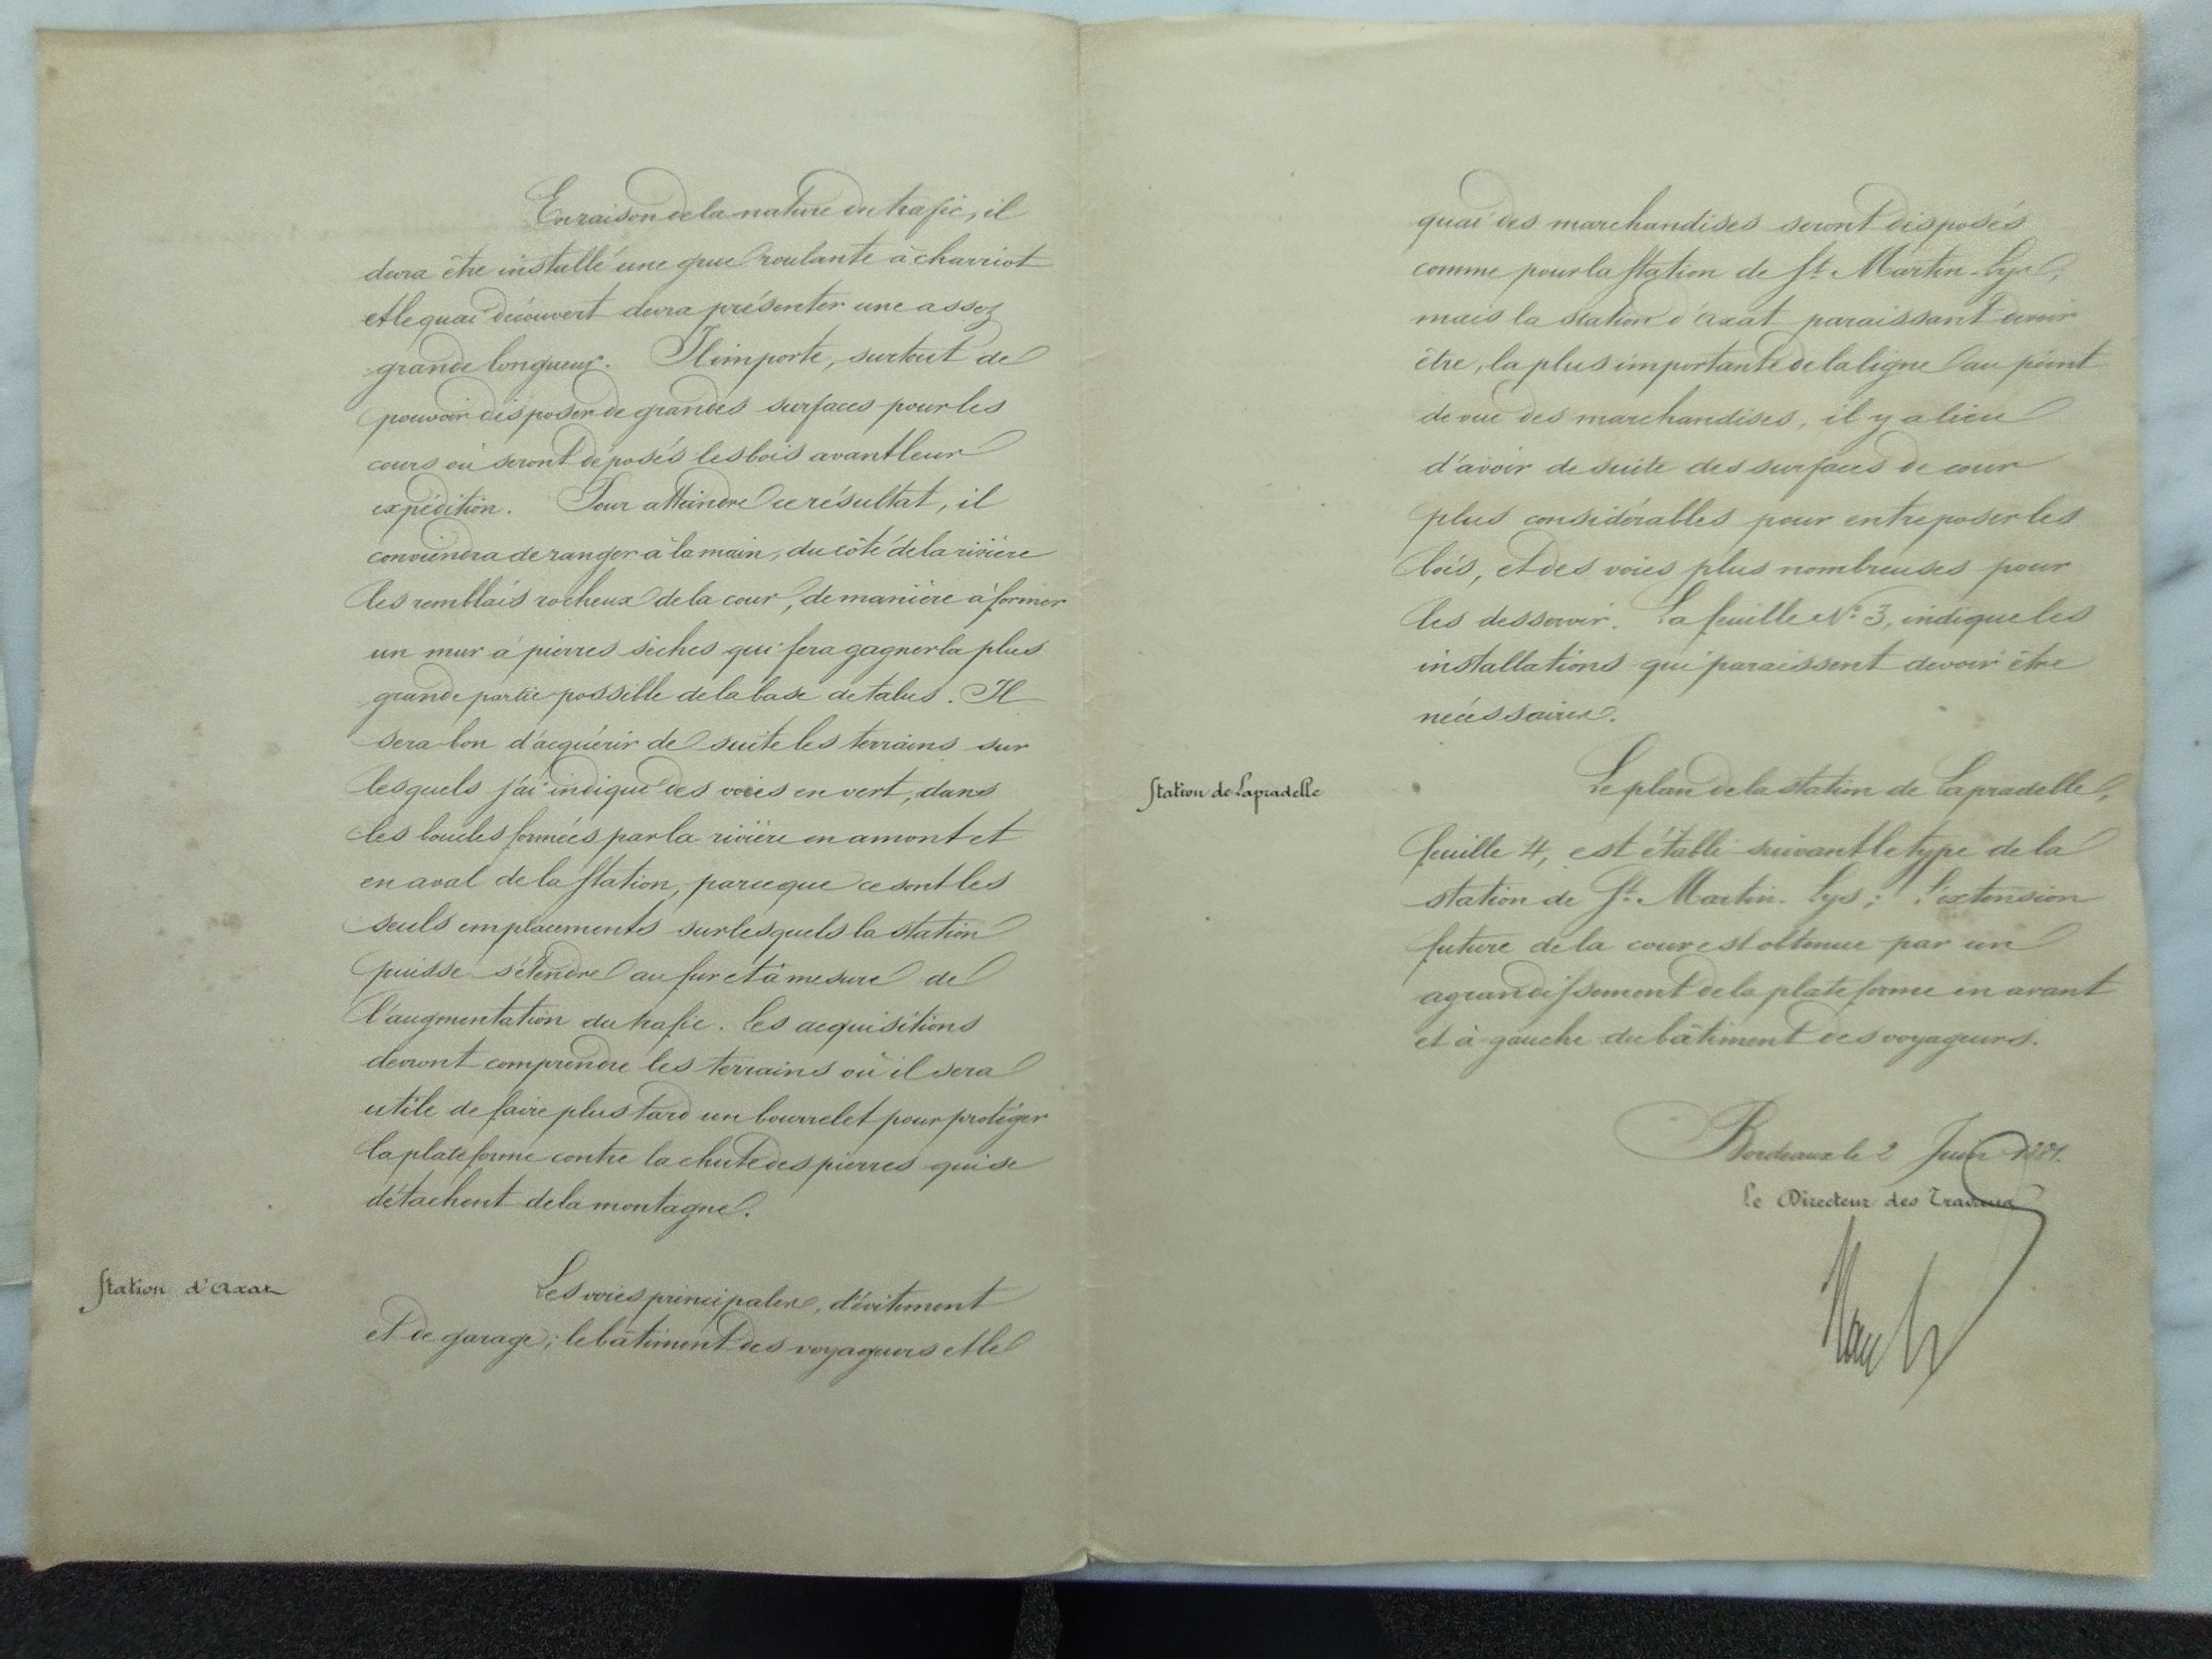 En raison de la nature du trafic, il
devra être installé une grue roulante à charriot
et le quai découvert devra présenter une assez
grande longueur. Il importe, surtout de
pouvoir disposer de grandes surfaces pour les
cours où seront déposés les bois avant leur
expédition. Pour atteindre ce résultat, il
conviendra de ranger à la main, du côté de la rivière
les remblais rocheux de la cour, de manière à former
un mur à pierres sèches qui fera gagner la plus
grande partie possible de la base de talus. Il
sera bon d'acquérir de suite les terrains sur
lesquels j'ai indiqué des voies en vert, dans
les boucles formées par la rivière en amont et
en aval de la station, parceque ce sont les
seuls emplacements sur lesquels la station
puisse s'étendre au fur et à mesure de
l'augmentation du trafic. Les acquisitions
devront comprendre les terrains où il sera
utile de faire plus tard un bourrelet pour protéger
la plateforme contre la chute des pierres qui se
détachent de la montagne.
Station d'Axat
Les voies principales, d'évitement
et de garage; le bâtiment des voyageurs et le
quai des marchandises seront disposés
comme pour la station de St. Martin-Lys;
mais la station d'Axat paraissant devoir
être, la plus importante de la ligne au point
de vue des marchandises, il y a lieu
d'avoir de suite des surfaces de cour
plus considérables pour entreposer les
bois, et des voies plus nombreuses pour
les desservir. La feuille No. 3, indique les
installations qui paraissent devoir être
nécessaires.
Station de Lapradelle
Le plan de la station de Lapradelle,
feuille 4, est établi suivant le type de la
station de St. Martin-Lys; l'extension
future de la cour est obtenue par un
agrandissement de la plateforme en avant
et à gauche du bâtiment des voyageurs.
Bordeaux le 2 Juin 1881.
Le Directeur des Travaux